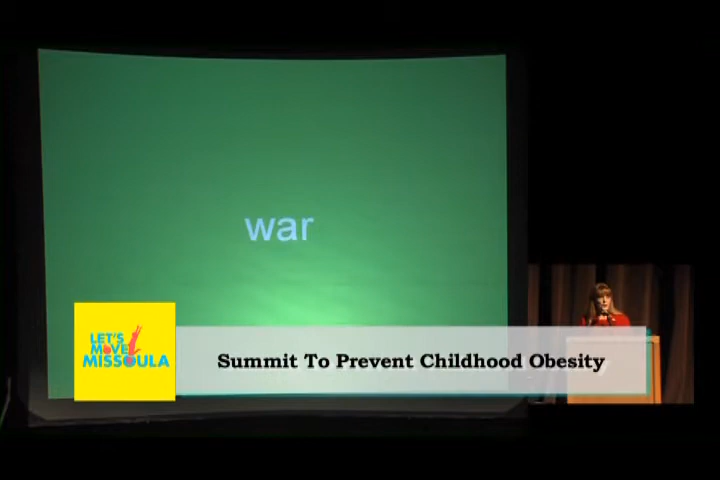 war
LET'S
MOVE
MISSOULA
Summit To Prevent Childhood Obesity